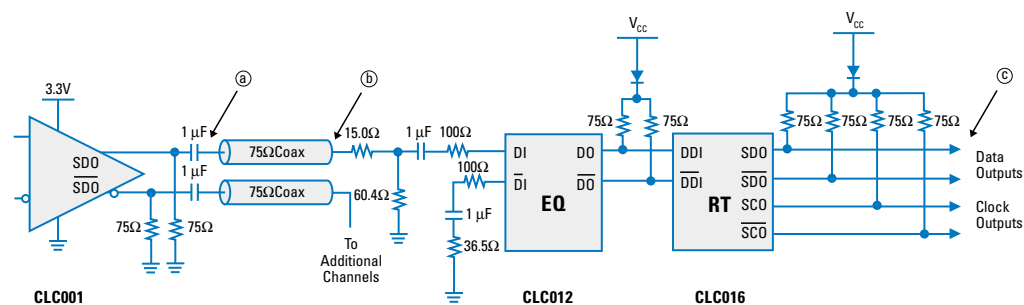 V_CC
V_CC
ⓐ
ⓑ
ⓒ
3.3V
1 µF
15.0Ω
1 µF
100Ω
75Ω
75Ω
75Ω
75Ω
75Ω
75Ω
SDO
75ΩCoax
DI
DO
DDI
SDO
Data
Outputs
SDO
1 µF
75ΩCoax
100Ω
DI
DO
DDI
SDO
60.4Ω
EQ
RT
SCO
Clock
Outputs
75Ω
75Ω
1 µF
SCO
To
Additional
Channels
36.5Ω
CLC001
CLC012
CLC016